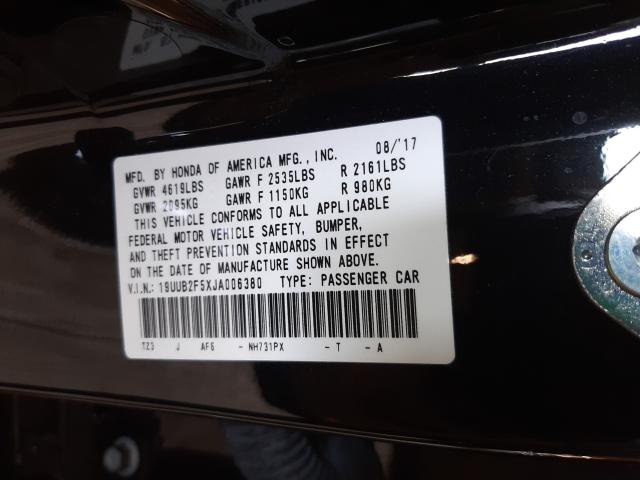 MFD. BY HONDA OF AMERICA MFG., INC. 08/'17
GVWR 4619LBS GAWR F 2535LBS R 2161LBS
GVWR 2095KG GAWR F 1150KG R 980KG
THIS VEHICLE CONFORMS TO ALL APPLICABLE
FEDERAL MOTOR VEHICLE SAFETY, BUMPER,
AND THEFT PREVENTION STANDARDS IN EFFECT
ON THE DATE OF MANUFACTURE SHOWN ABOVE.
V.I.N.: 19UUB2F5XJA006380 TYPE: PASSENGER CAR
TZ3 J AF6 - NH731PX - T - A